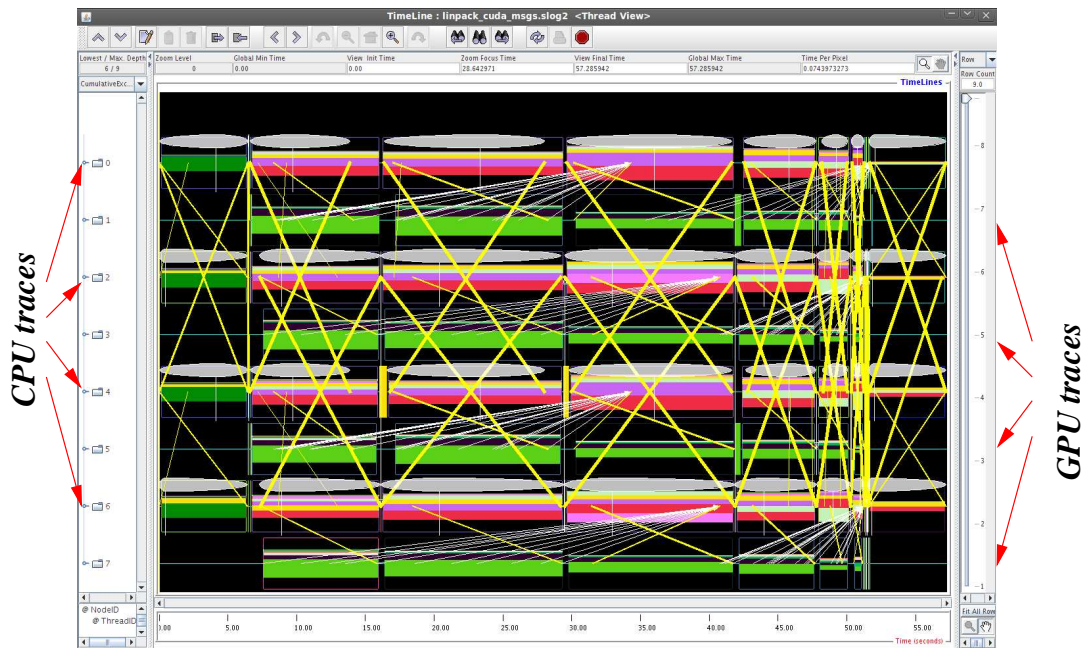 TimeLine : linpack_cuda_msgs.slog2 <Thread View>
Lowest / Max. Depth
6 / 9
Zoom Level
0
Global Min Time
0.00
View Init Time
0.00
Zoom Focus Time
28.642971
View Final Time
57.285942
Global Max Time
57.285942
Time Per Pixel
0.0743973273
Row
Row Count
9.0
CumulativeExc...
TimeLines
0
1
2
3
4
5
6
7
8
7
6
5
4
3
2
1
CPU traces
GPU traces
@ NodeID
@ ThreadID
Fit All Row
0.00 5.00 10.00 15.00 20.00 25.00 30.00 35.00 40.00 45.00 50.00 55.00
Time (seconds)